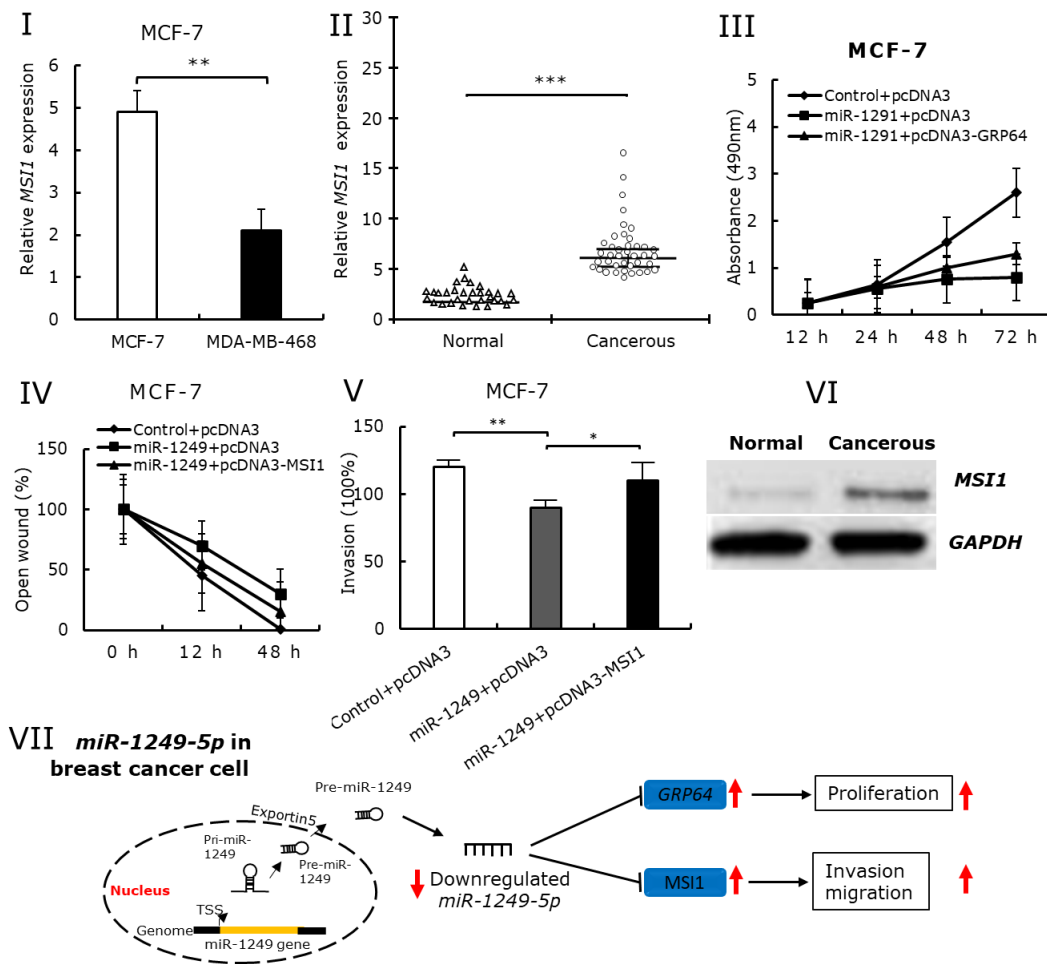 I
MCF-7
**
Relative MSI1 expression
6
5
4
3
2
1
0
MCF-7
MDA-MB-468
II
Relative MSI1 expression
30
25
20
15
10
5
0
***
Normal
Cancerous
III
MCF-7
Absorbance (490nm)
5
4
3
2
1
0
Control+pcDNA3
miR-1291+pcDNA3
miR-1291+pcDNA3-GRP64
12 h
24 h
48 h
72 h
IV
MCF-7
Open wound (%)
150
100
50
0
Control+pcDNA3
miR-1249+pcDNA3
miR-1249+pcDNA3-MSI1
0 h
12 h
48 h
V
MCF-7
Invasion (100%)
150
100
50
0
**
*
Control+pcDNA3
miR-1249+pcDNA3
miR-1249+pcDNA3-MSI1
VI
Normal
Cancerous
MSI1
GAPDH
VII
miR-1249-5p in
breast cancer cell
Nucleus
Genome
TSS
miR-1249 gene
Pri-miR-
1249
Pre-miR-
1249
Exportin5
Pre-miR-1249
Downregulated
miR-1249-5p
GRP64
Proliferation
MSI1
Invasion
migration